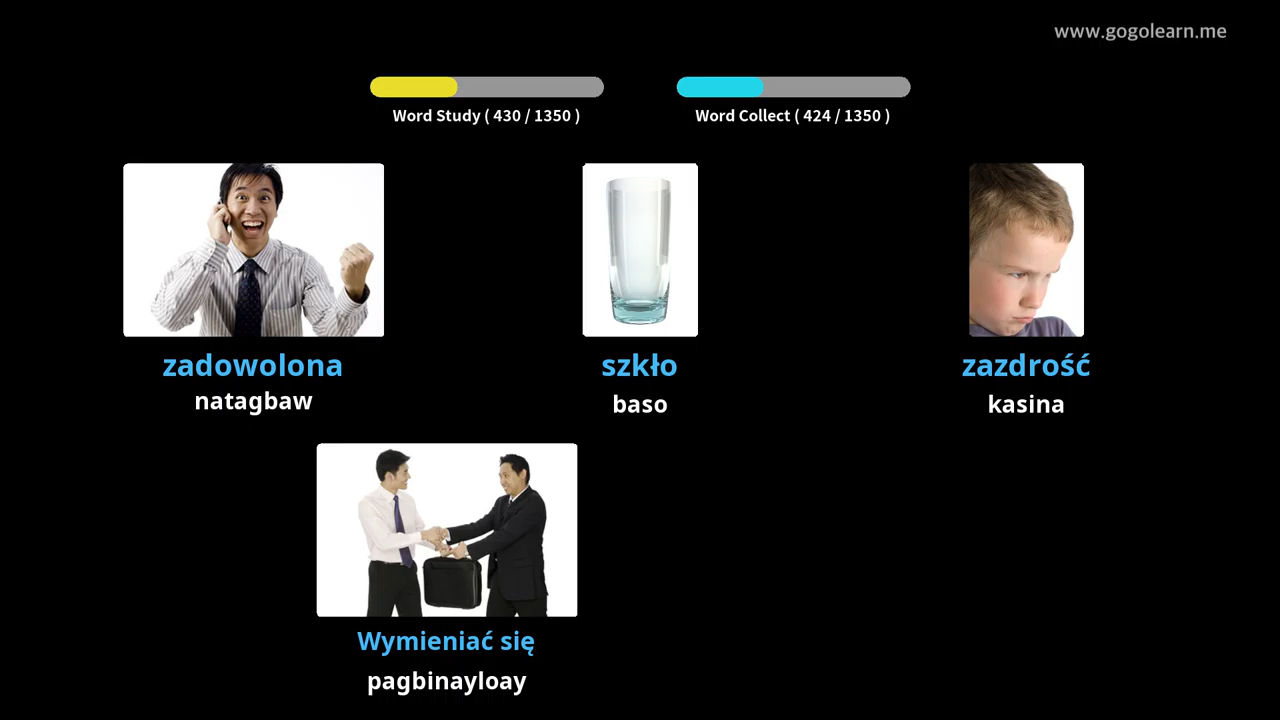 www.gogolearn.me
Word Study ( 430 / 1350 )
Word Collect ( 424 / 1350 )
zadowolona
natagbaw
szkło
baso
zazdrość
kasina
Wymieniać się
pagbinayloay